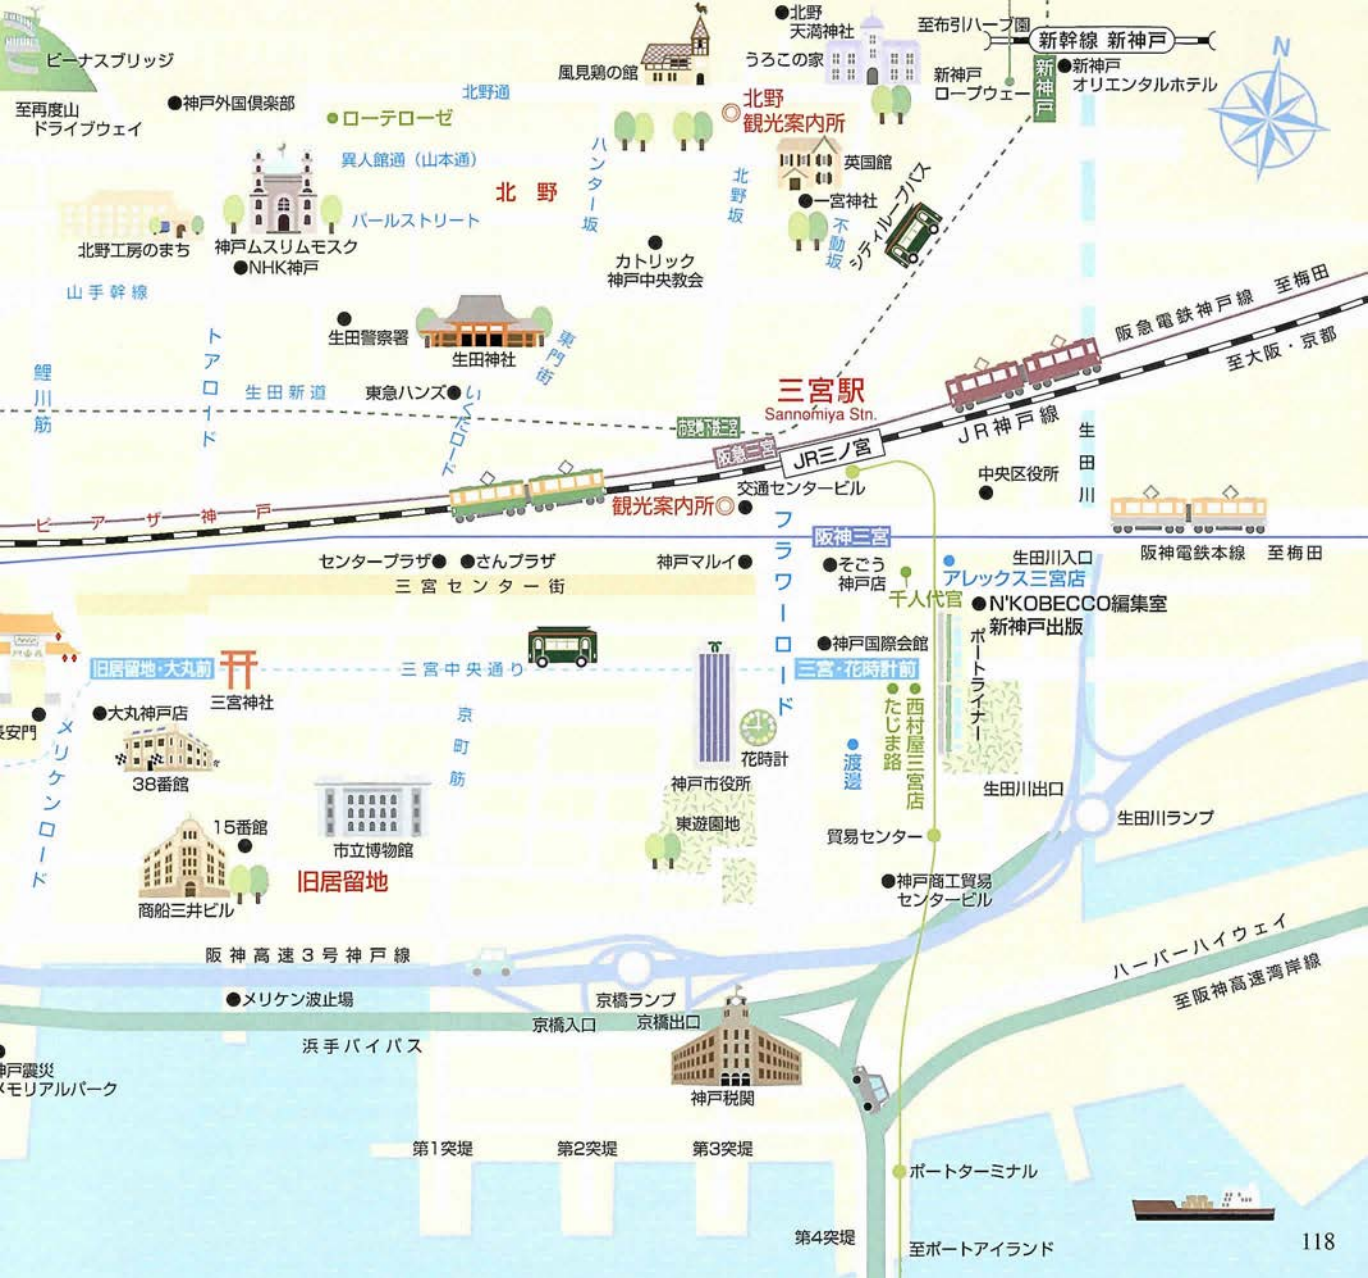 ビーナスブリッジ
至再度山
ドライブウェイ
神戸外国倶楽部
ローテローゼ
異人館通（山本通）
パールストリート
北野工房のまち
神戸ムスリムモスク
NHK神戸
山手幹線
鯉川筋
トアロード
生田新道
風見鶏の館
北野通
北野
ハンター坂
北野
天満神社
うろこの家
北野
観光案内所
英国館
一宮神社
北野坂
不動坂
シティループバス
至布引ハーブ園
新幹線 新神戸
新神戸
ロープウェー
新神戸
新神戸
オリエンタルホテル
N
カトリック
神戸中央教会
生田警察署
生田神社
東門街
東急ハンズ
いくたロード
三宮駅
Sannomiya Stn.
市営地下鉄三宮
阪急三宮
JR三ノ宮
阪急電鉄神戸線 至梅田
至大阪・京都
JR神戸線
生田川
中央区役所
交通センタービル
観光案内所
ピアザ神戸
フラワーロード
阪神三宮
阪神電鉄本線 至梅田
センタープラザ
さんプラザ
神戸マルイ
三宮センター街
そごう
神戸店
千人代官
アレックス三宮店
生田川入口
N'KOBECCO編集室
新神戸出版
ポートライナー
神戸国際会館
三宮・花時計前
旧居留地・大丸前
三宮中央通り
三宮神社
長安門
大丸神戸店
メリケンロード
38番館
15番館
商船三井ビル
京町筋
市立博物館
旧居留地
神戸市役所
花時計
東遊園地
渡邊
たじま路
西村屋三宮店
生田川出口
生田川ランプ
貿易センター
神戸商工貿易
センタービル
阪神高速3号神戸線
メリケン波止場
京橋ランプ
京橋入口
京橋出口
浜手バイパス
神戸税関
ハーバーハイウェイ
至阪神高速湾岸線
神戸震災
メモリアルパーク
第1突堤
第2突堤
第3突堤
第4突堤
ポートターミナル
至ポートアイランド
118